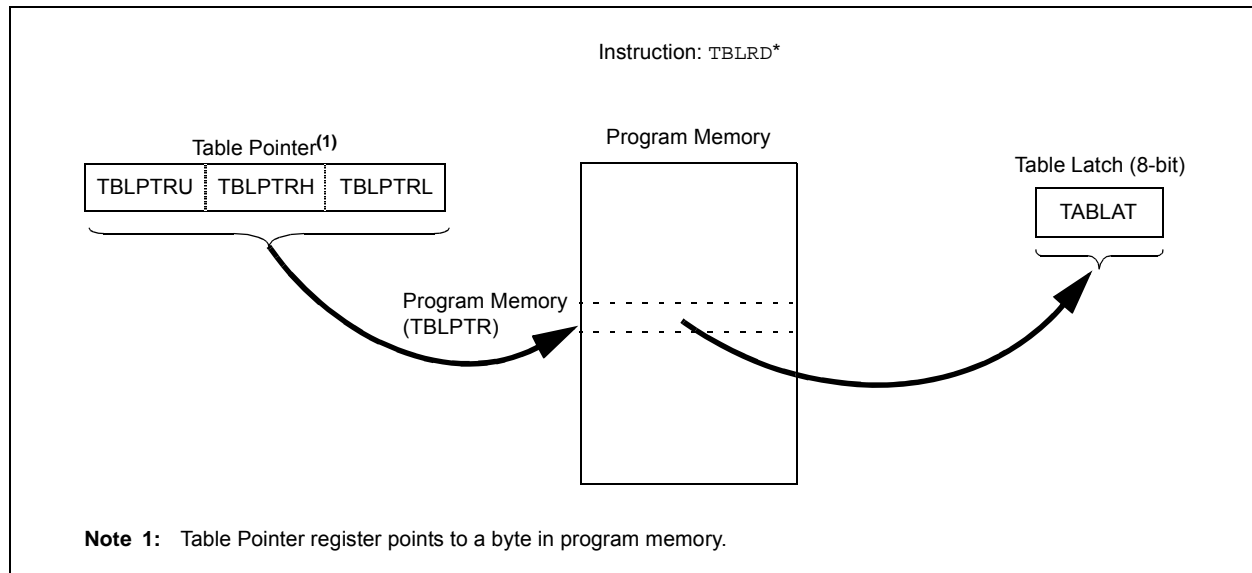 Instruction: TBLRD*
Table Pointer(1)
TBLPTRU TBLPTRH TBLPTRL
Program Memory
Table Latch (8-bit)
TABLAT
Program Memory
(TBLPTR)
Note 1: Table Pointer register points to a byte in program memory.